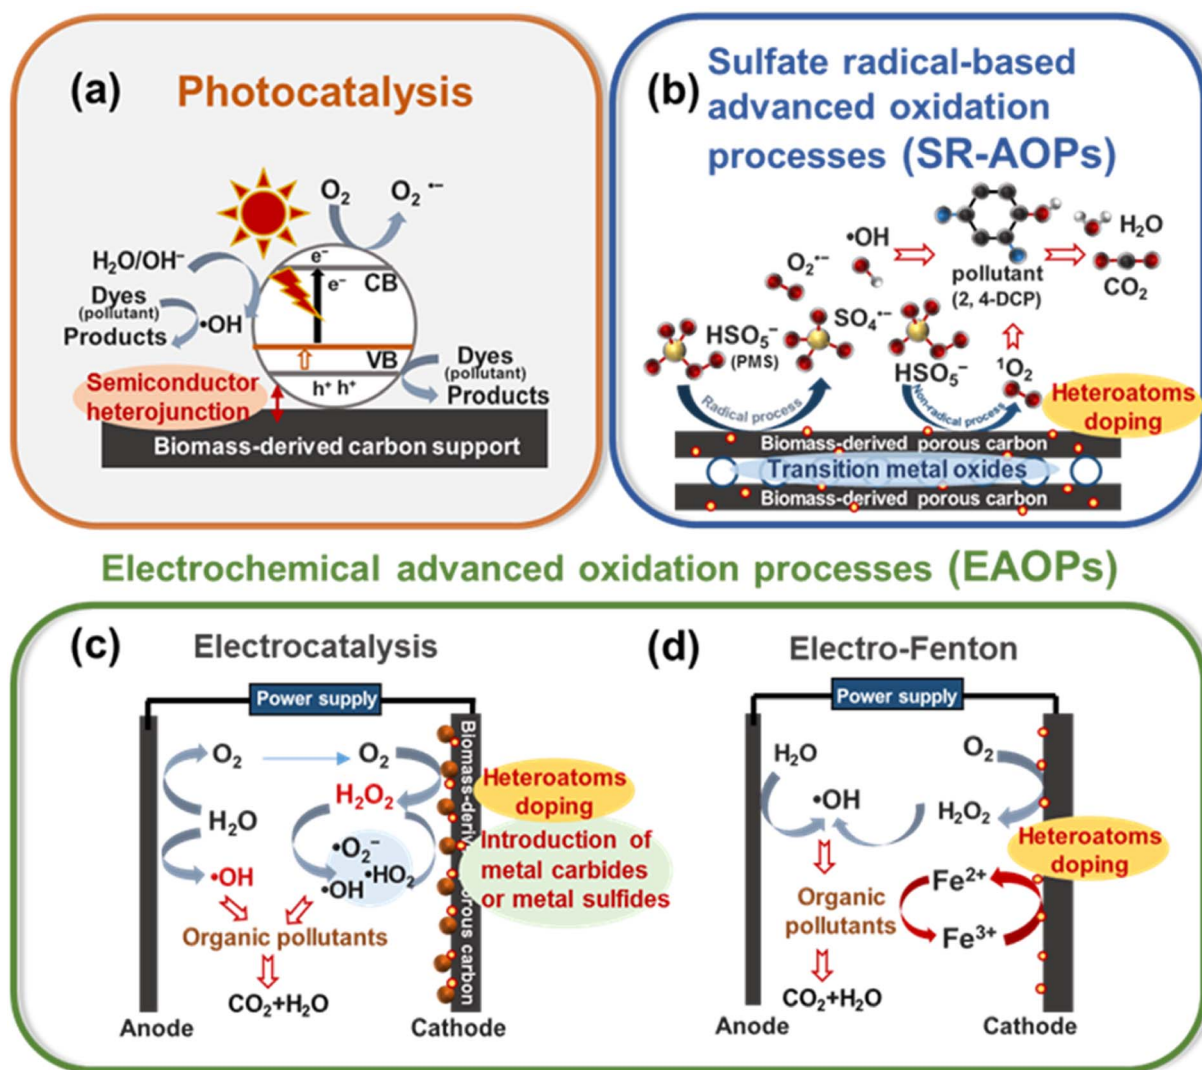 (a) Photocatalysis
O₂
O₂ •−
H₂O/OH⁻
e⁻
CB
e⁻
Dyes
(pollutant)
Products
•OH
VB
h⁺ h⁺
Dyes
(pollutant)
Products
Semiconductor
heterojunction
Biomass-derived carbon support
(b) Sulfate radical-based
advanced oxidation
processes (SR-AOPs)
•OH
O₂•−
H₂O
CO₂
pollutant
(2, 4-DCP)
HSO₅⁻
(PMS)
SO₄•−
HSO₅⁻
¹O₂
Radical process
Non-radical process
Heteroatoms
doping
Biomass-derived porous carbon
Transition metal oxides
Biomass-derived porous carbon
Electrochemical advanced oxidation processes (EAOPs)
(c) Electrocatalysis
Power supply
O₂
O₂
H₂O₂
H₂O
•O₂⁻
•HO₂
•OH
•OH
Organic pollutants
CO₂+H₂O
Heteroatoms
doping
Introduction of
metal carbides
or metal sulfides
Biomass-deriv
orous carbon
Anode
Cathode
(d) Electro-Fenton
Power supply
H₂O
O₂
•OH
H₂O₂
Heteroatoms
doping
Fe²⁺
Fe³⁺
Organic
pollutants
CO₂+H₂O
Anode
Cathode